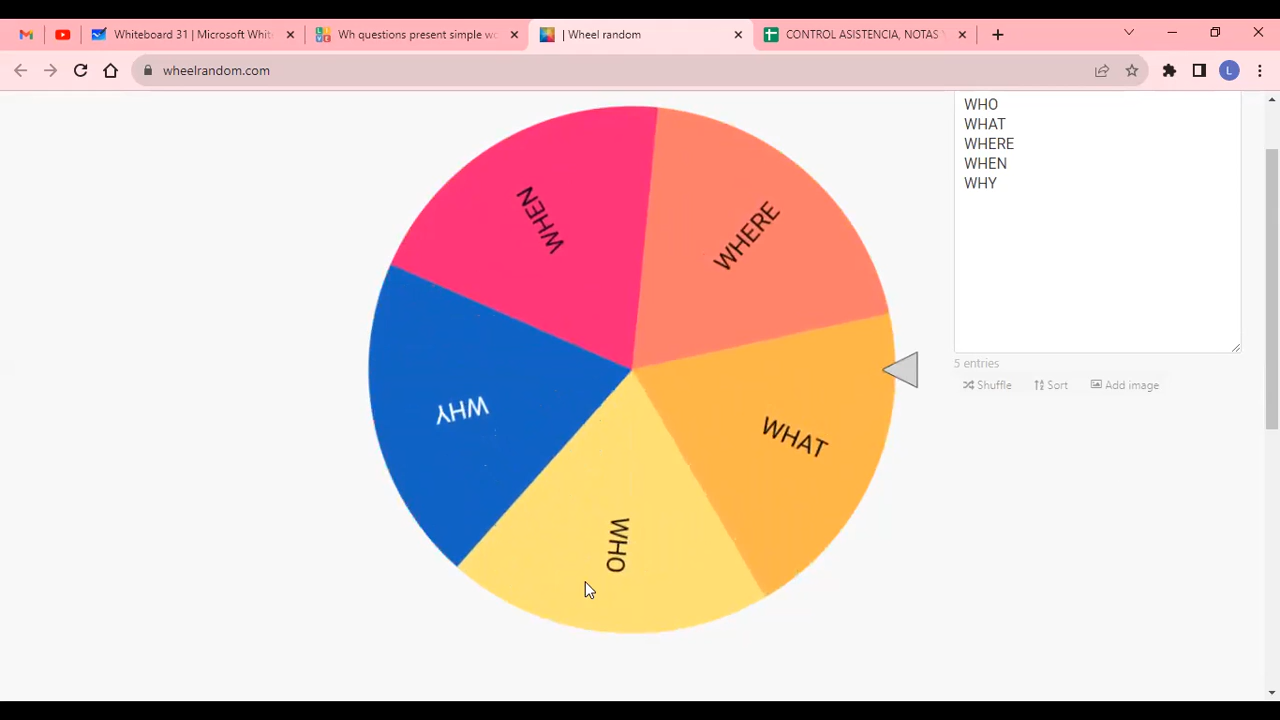 Whiteboard 31 | Microsoft Whit
Wh questions present simple wo
| Wheel random
CONTROL ASISTENCIA, NOTAS Y
wheelrandom.com
L
WHO
WHAT
WHERE
WHEN
WHY
5 entries
Shuffle
Sort
Add image
WHEN
WHERE
WHY
WHAT
WHO